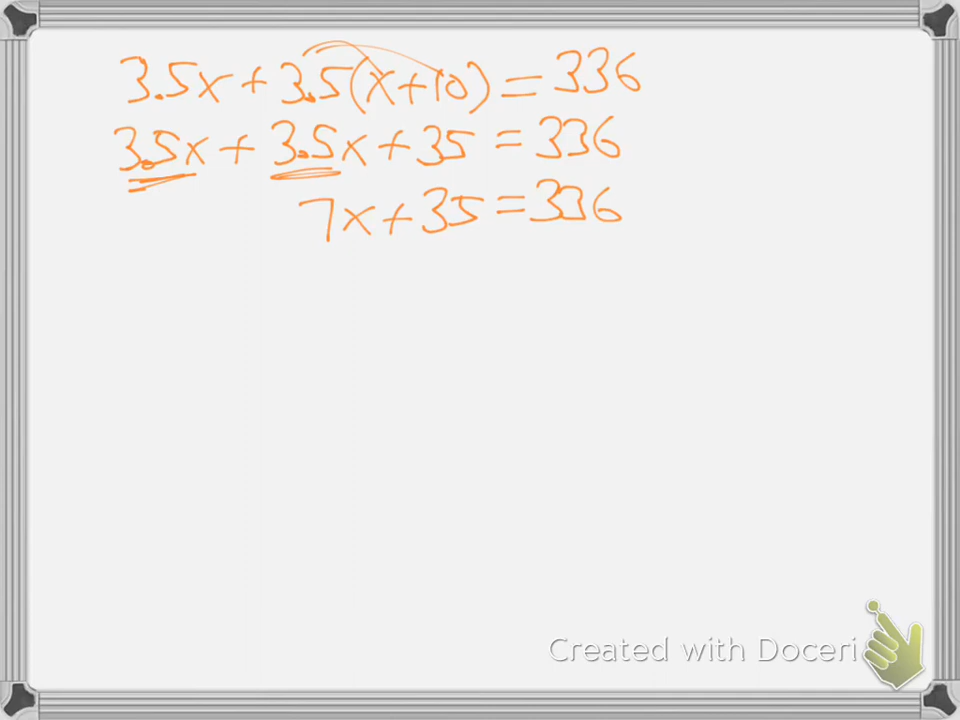 3.5x + 3.5(x+10) = 336
3.5x + 3.5x + 35 = 336
7x + 35 = 336
Created with Doceri